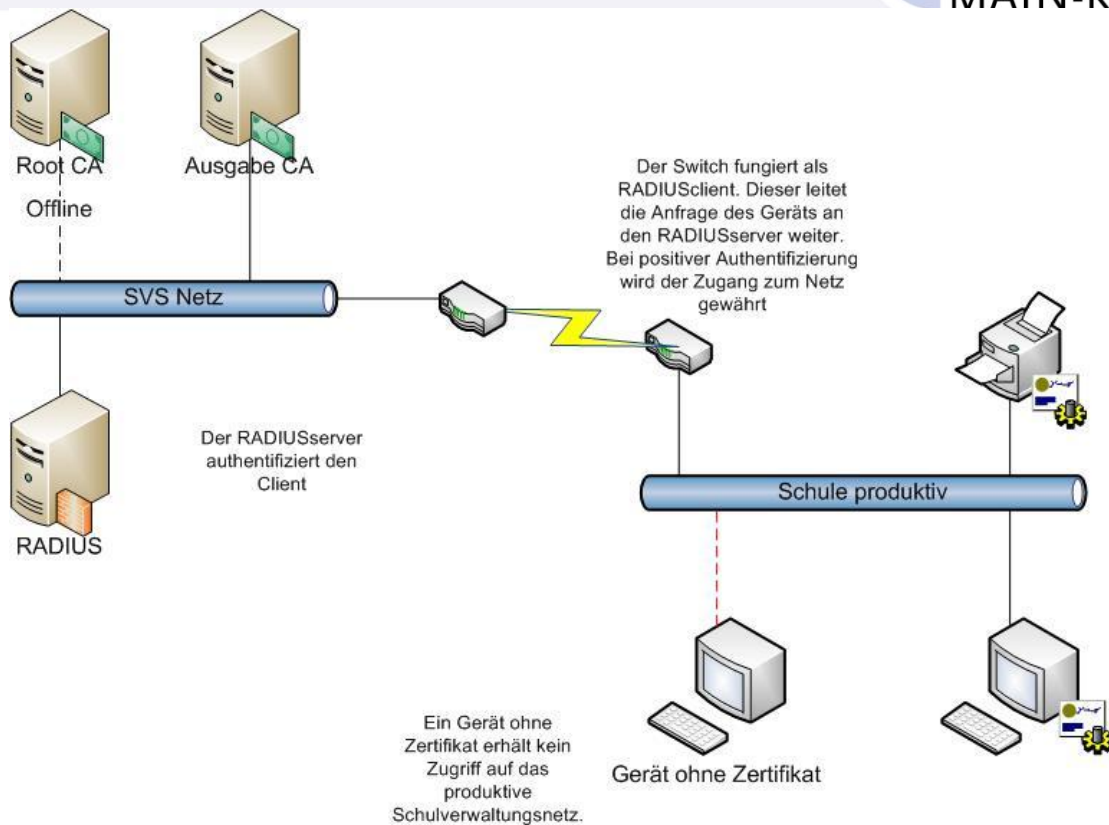 Root CA
Ausgabe CA
Offline
Der Switch fungiert als
RADIUSclient. Dieser leitet
die Anfrage des Geräts an
den RADIUSserver weiter.
Bei positiver Authentifizierung
wird der Zugang zum Netz
gewährt
SVS Netz
Der RADIUSserver
authentifiziert den
Client
RADIUS
Schule produktiv
Ein Gerät ohne
Zertifikat erhält kein
Zugriff auf das
produktive
Schulverwaltungsnetz.
Gerät ohne Zertifikat